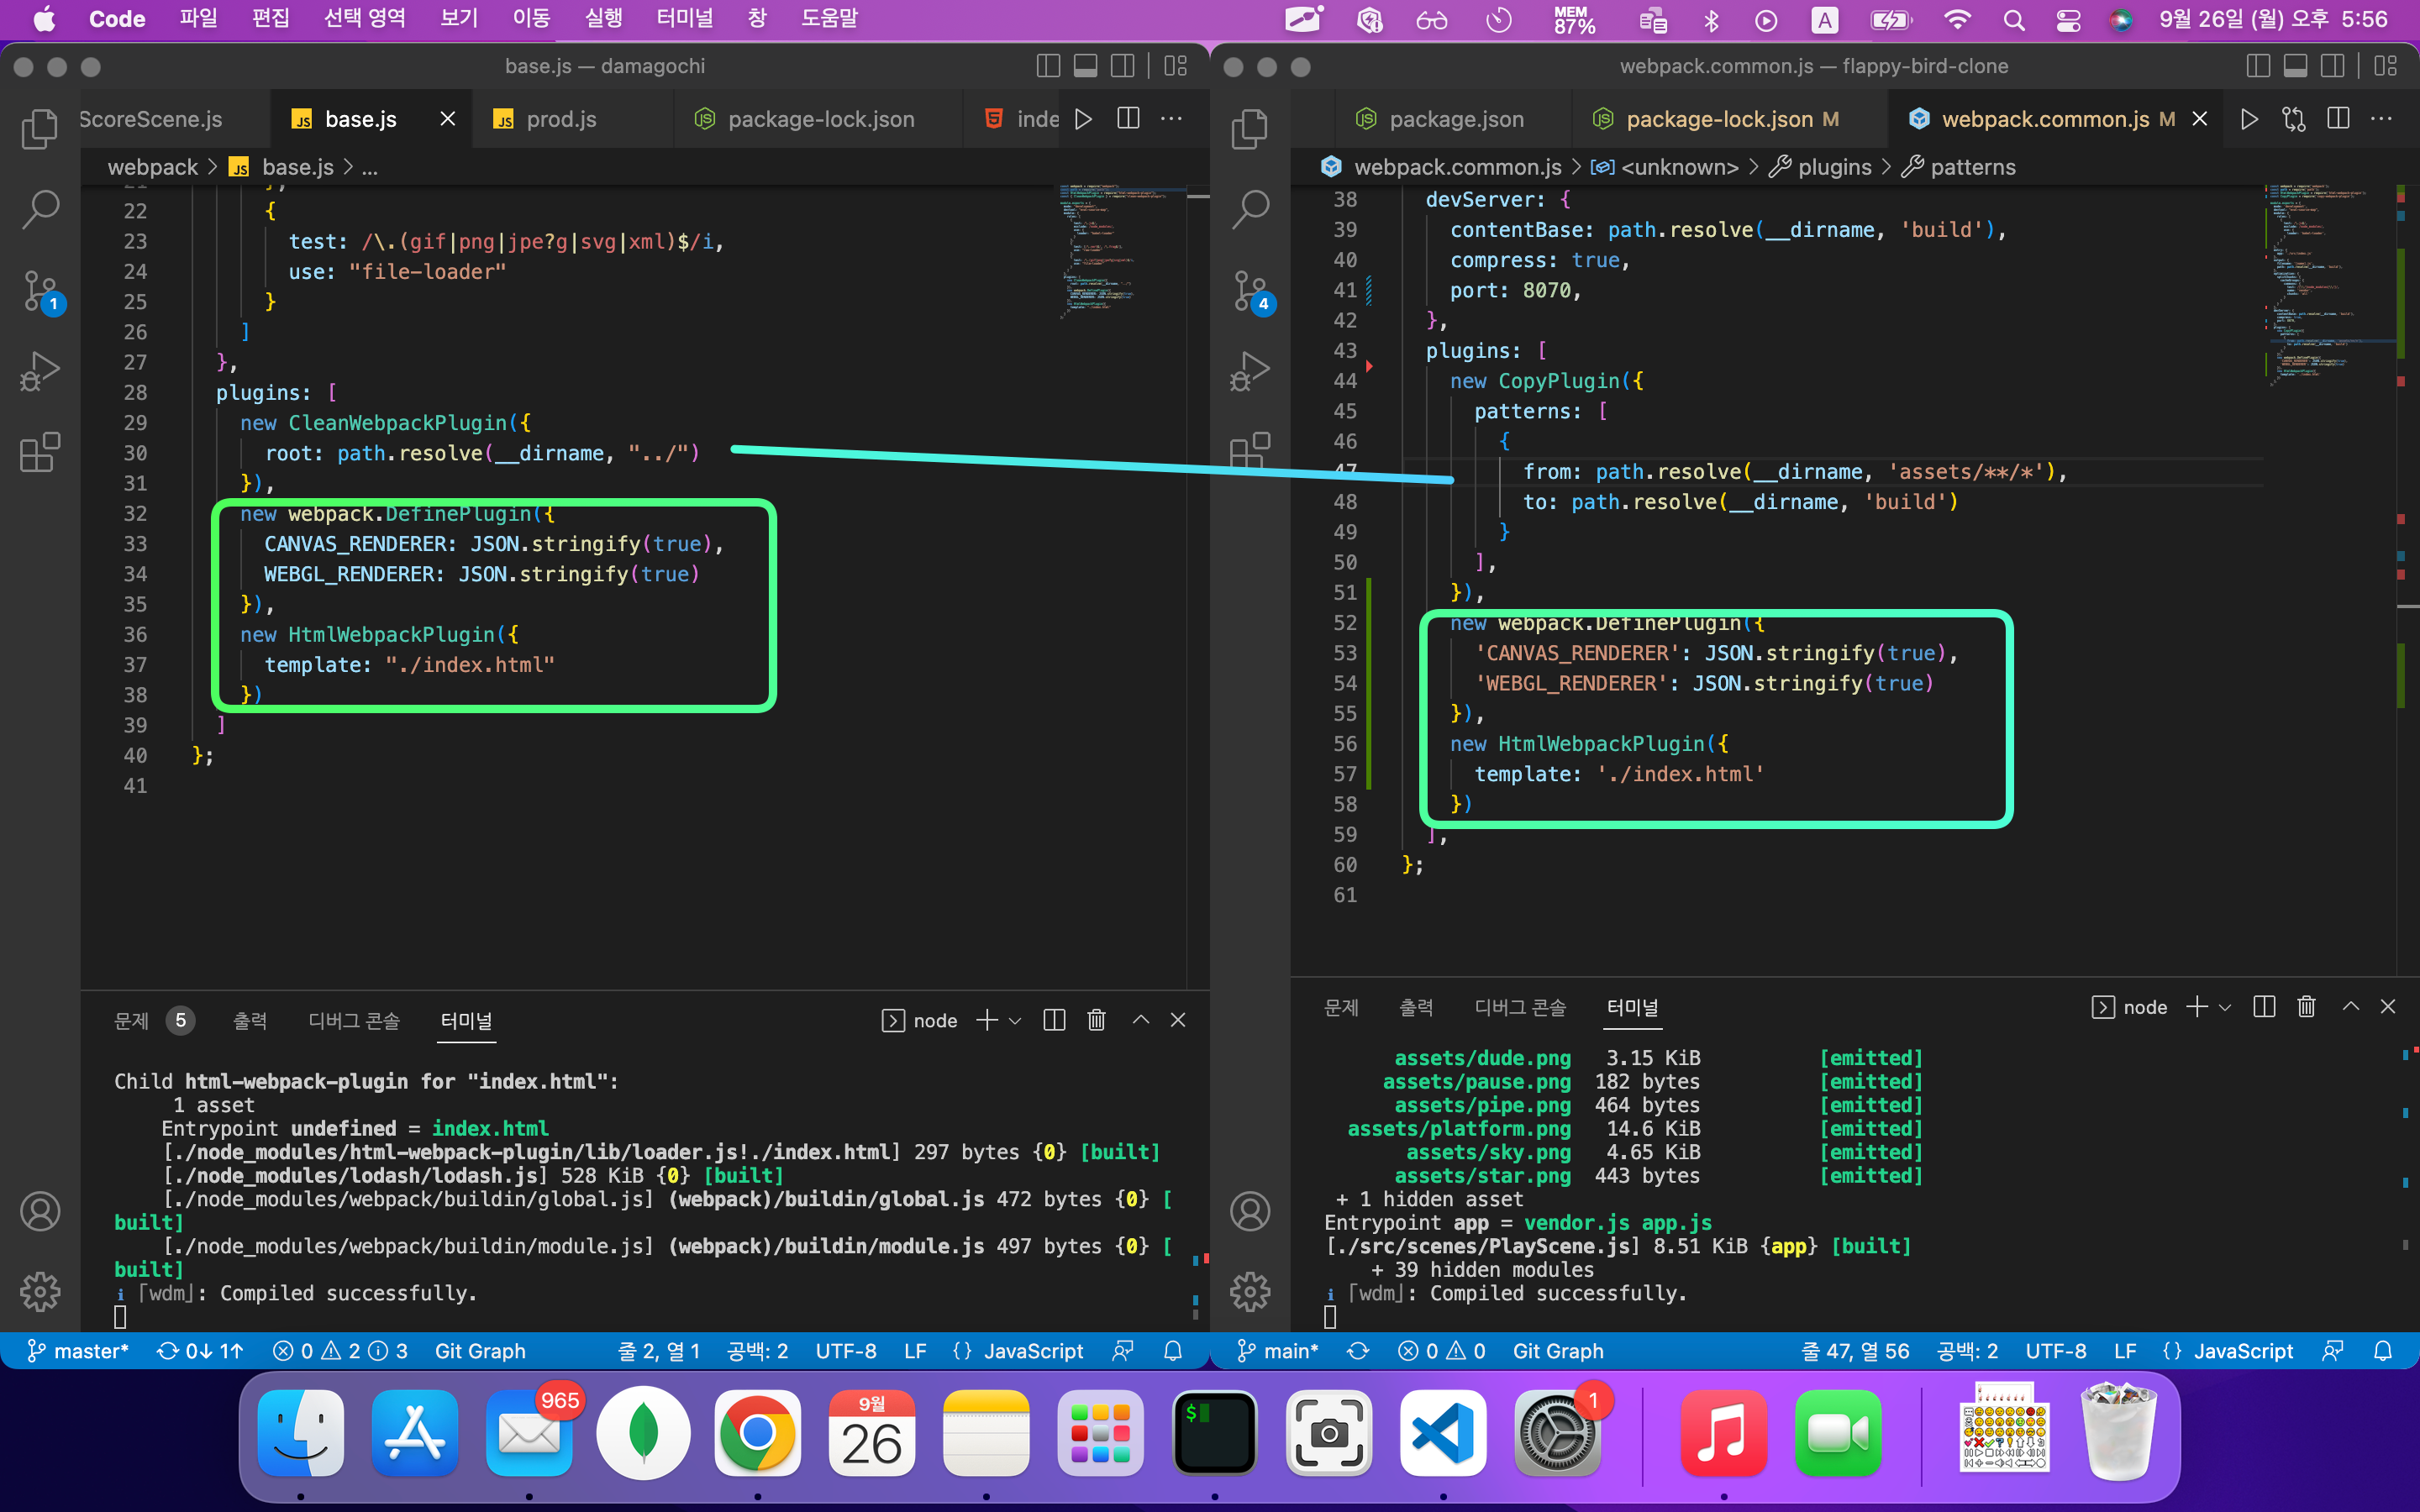 Code 파일 편집 선택 영역 보기 이동 실행 터미널 창 도움말 MEM 87% A 9월 26일 (월) 오후 5:56
base.js — damagochi
ScoreScene.js base.js prod.js package-lock.json inde
webpack > base.js > ...
21 },
22 {
23 test: /\.(gif|png|jpe?g|svg|xml)$/i,
24 use: "file-loader"
25 }
26 ]
27 },
28 plugins: [
29 new CleanWebpackPlugin({
30 root: path.resolve(__dirname, "../")
31 }),
32 new webpack.DefinePlugin({
33 CANVAS_RENDERER: JSON.stringify(true),
34 WEBGL_RENDERER: JSON.stringify(true)
35 }),
36 new HtmlWebpackPlugin({
37 template: "./index.html"
38 })
39 ]
40 };
41
1
문제 5 출력 디버그 콘솔 터미널 node
Child html-webpack-plugin for "index.html":
1 asset
Entrypoint undefined = index.html
[./node_modules/html-webpack-plugin/lib/loader.js!./index.html] 297 bytes {0} [built]
[./node_modules/lodash/lodash.js] 528 KiB {0} [built]
[./node_modules/webpack/buildin/global.js] (webpack)/buildin/global.js 472 bytes {0} [
built]
[./node_modules/webpack/buildin/module.js] (webpack)/buildin/module.js 497 bytes {0} [
built]
i ｢wdm｣: Compiled successfully.
master* 0↓ 1↑ 0 2 3 Git Graph 줄 2, 열 1 공백: 2 UTF-8 LF {} JavaScript
webpack.common.js — flappy-bird-clone
package.json package-lock.json M webpack.common.js M
webpack.common.js > <unknown> > plugins > patterns
38 devServer: {
39 contentBase: path.resolve(__dirname, 'build'),
40 compress: true,
41 port: 8070,
42 },
43 plugins: [
44 new CopyPlugin({
45 patterns: [
46 {
47 from: path.resolve(__dirname, 'assets/**/*'),
48 to: path.resolve(__dirname, 'build')
49 }
50 ],
51 }),
52 new webpack.DefinePlugin({
53 'CANVAS_RENDERER': JSON.stringify(true),
54 'WEBGL_RENDERER': JSON.stringify(true)
55 }),
56 new HtmlWebpackPlugin({
57 template: './index.html'
58 })
59 ],
60 };
61
4
문제 출력 디버그 콘솔 터미널 node
assets/dude.png 3.15 KiB [emitted]
assets/pause.png 182 bytes [emitted]
assets/pipe.png 464 bytes [emitted]
assets/platform.png 14.6 KiB [emitted]
assets/sky.png 4.65 KiB [emitted]
assets/star.png 443 bytes [emitted]
+ 1 hidden asset
Entrypoint app = vendor.js app.js
[./src/scenes/PlayScene.js] 8.51 KiB {app} [built]
+ 39 hidden modules
i ｢wdm｣: Compiled successfully.
main* 0 0 Git Graph 줄 47, 열 56 공백: 2 UTF-8 LF {} JavaScript
965 9월 26 $ 1